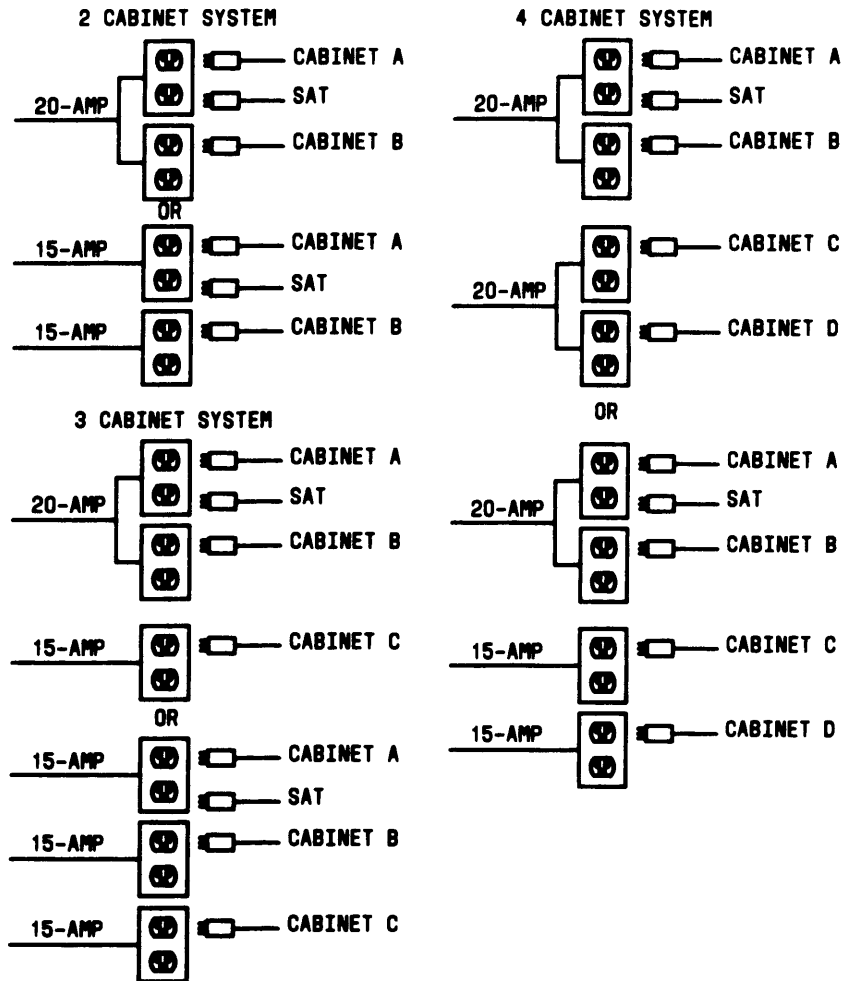 2 CABINET SYSTEM
20-AMP
CABINET A
SAT
CABINET B
OR
15-AMP
CABINET A
SAT
15-AMP
CABINET B
3 CABINET SYSTEM
20-AMP
CABINET A
SAT
CABINET B
15-AMP
CABINET C
OR
15-AMP
CABINET A
SAT
15-AMP
CABINET B
15-AMP
CABINET C
4 CABINET SYSTEM
20-AMP
CABINET A
SAT
CABINET B
20-AMP
CABINET C
CABINET D
OR
20-AMP
CABINET A
SAT
CABINET B
15-AMP
CABINET C
15-AMP
CABINET D